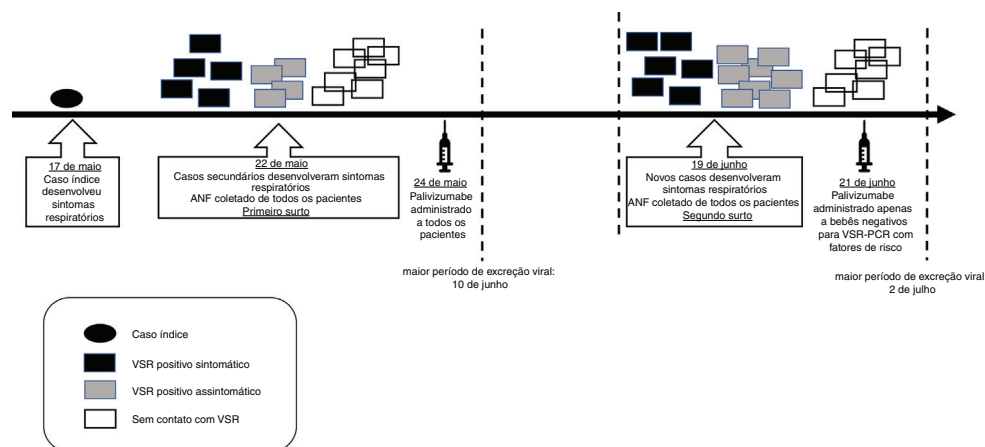 17 de maio
Caso índice
desenvolveu
sintomas
respiratórios
22 de maio
Casos secundários desenvolveram sintomas
respiratórios
ANF coletado de todos os pacientes
Primeiro surto
24 de maio
Palivizumabe
administrado
a todos os
pacientes
maior período de excreção viral:
10 de junho
19 de junho
Novos casos desenvolveram
sintomas respiratórios
ANF coletado de todos os pacientes
Segundo surto
21 de junho
Palivizumabe
administrado apenas
a bebês negativos
para VSR-PCR com
fatores de risco
maior período de excreção viral
2 de julho
Caso índice
VSR positivo sintomático
VSR positivo assintomático
Sem contato com VSR